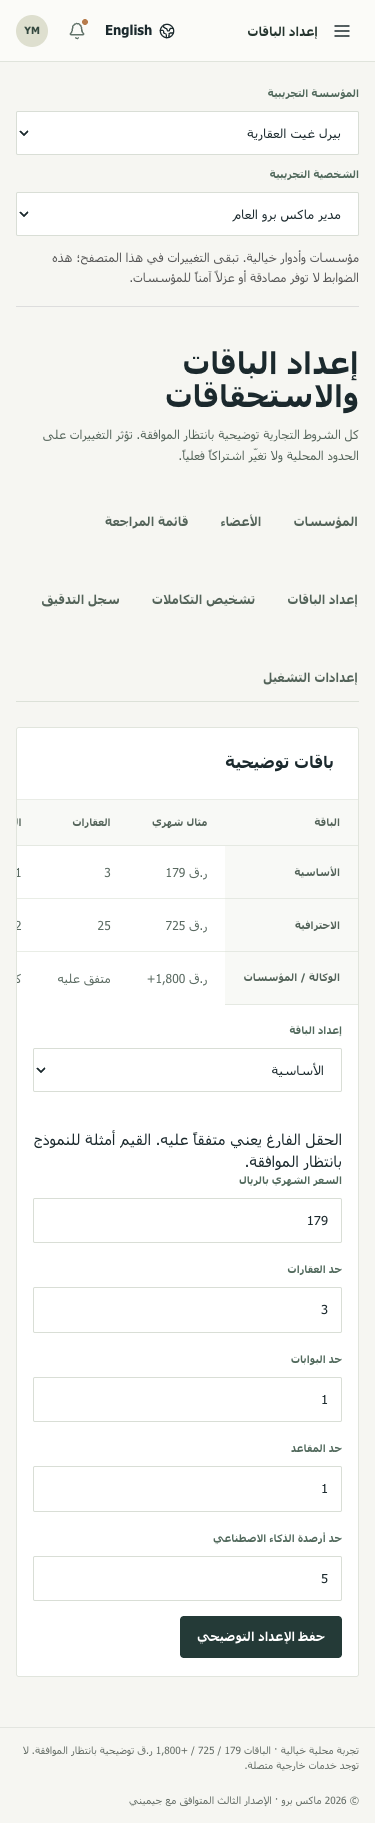 إعداد الباقات
English
YM
المؤسسة التجريبية
بيرل غيت العقارية
الشخصية التجريبية
مدير ماكس برو العام
مؤسسات وأدوار خيالية. تبقى التغييرات في هذا المتصفح؛ هذه
الضوابط لا توفر مصادقة أو عزلاً آمناً للمؤسسات.
إعداد الباقات
والاستحقاقات
كل الشروط التجارية توضيحية بانتظار الموافقة. تؤثر التغييرات على
الحدود المحلية ولا تغيّر اشتراكاً فعلياً.
المؤسسات الأعضاء قائمة المراجعة
إعداد الباقات تشخيص التكاملات سجل التدقيق
إعدادات التشغيل
باقات توضيحية
الباقة مثال شهري العقارات
الأساسية ر.ق 179 3 1
الاحترافية ر.ق 725 25 2
الوكالة / المؤسسات ر.ق 1,800+ متفق عليه
إعداد الباقة
الأساسية
الحقل الفارغ يعني متفقاً عليه. القيم أمثلة للنموذج
بانتظار الموافقة.
السعر الشهري بالريال
179
حد العقارات
3
حد البوابات
1
حد المقاعد
1
حد أرصدة الذكاء الاصطناعي
5
حفظ الإعداد التوضيحي
تجربة محلية خيالية · الباقات 179 / 725 / 1,800+ ر.ق توضيحية بانتظار الموافقة. لا
توجد خدمات خارجية متصلة.
© 2026 ماكس برو · الإصدار الثالث المتوافق مع جيميني